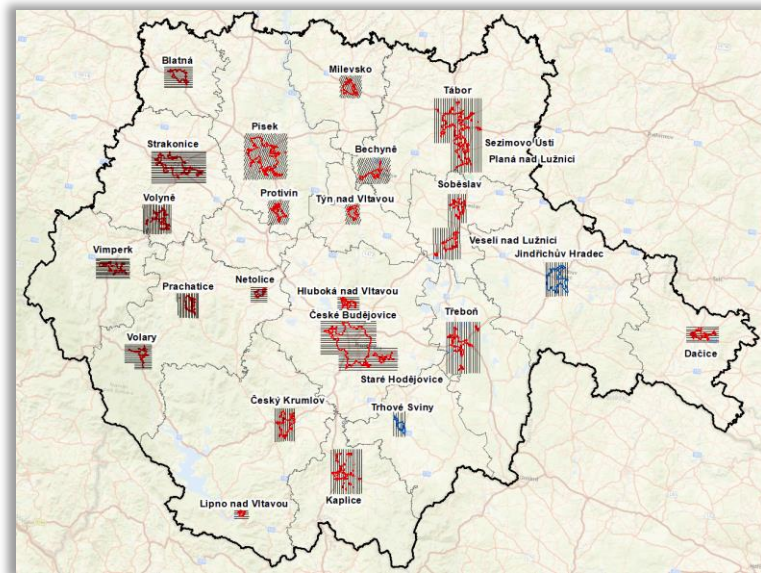 Blatná
Milevsko
Tábor
Písek
Sezimovo Ústí
Strakonice
Bechyně
Planá nad Lužnicí
Soběslav
Volyně
Protivín
Týn nad Vltavou
Veselí nad Lužnicí
Vimperk
Jindřichův Hradec
Netolice
Prachatice
Hluboká nad Vltavou
České Budějovice
Třeboň
Volary
Dačice
Staré Hodějovice
Český Krumlov
Trhové Sviny
Kaplice
Lipno nad Vltavou